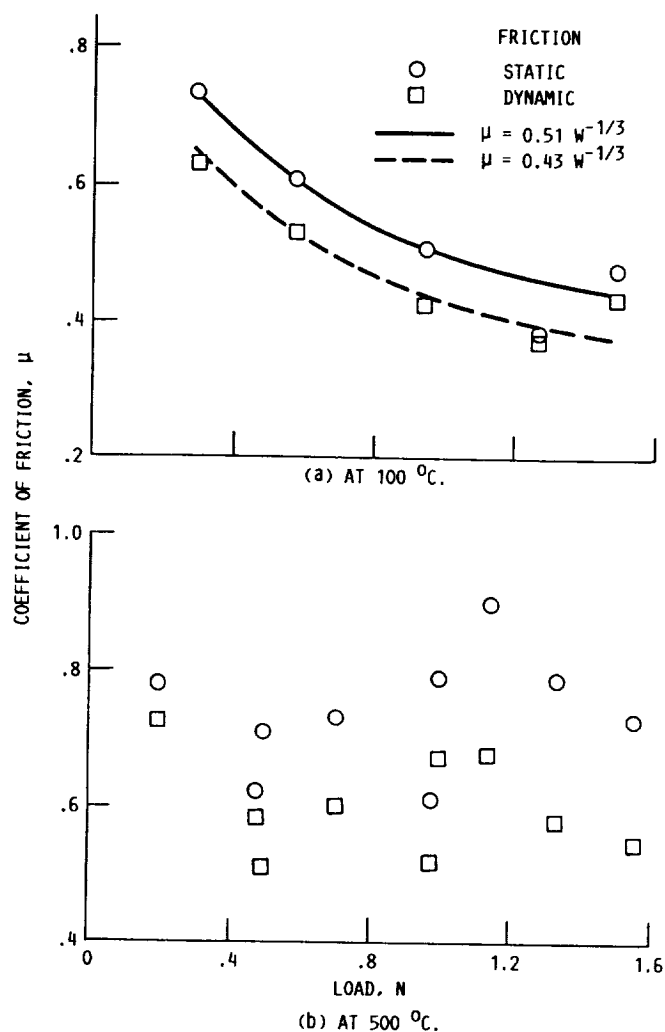 COEFFICIENT OF FRICTION, μ
.8
.6
.4
.2
FRICTION
STATIC
DYNAMIC
μ = 0.51 W-1/3
μ = 0.43 W-1/3
(a) AT 100 °C.
1.0
.8
.6
.4
0
.4
.8
1.2
1.6
LOAD, N
(b) AT 500 °C.